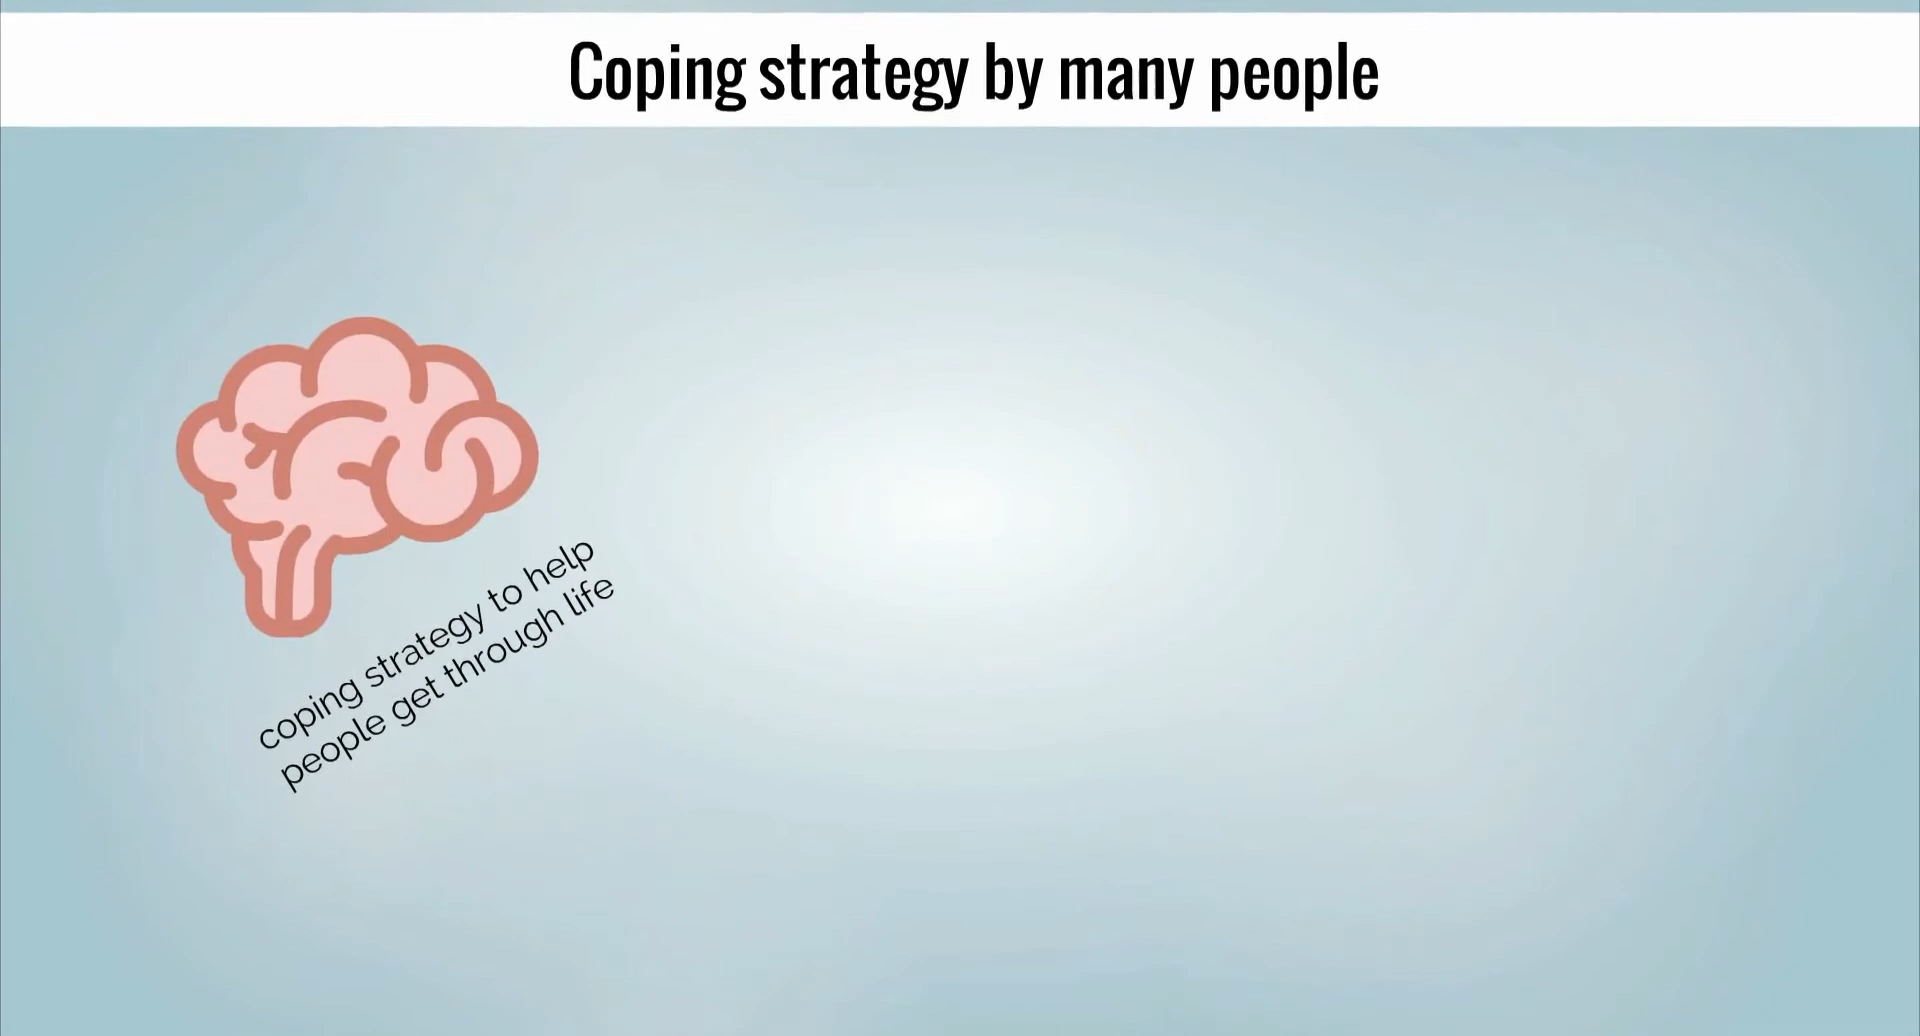 Coping strategy by many people
coping strategy to help
people get through life